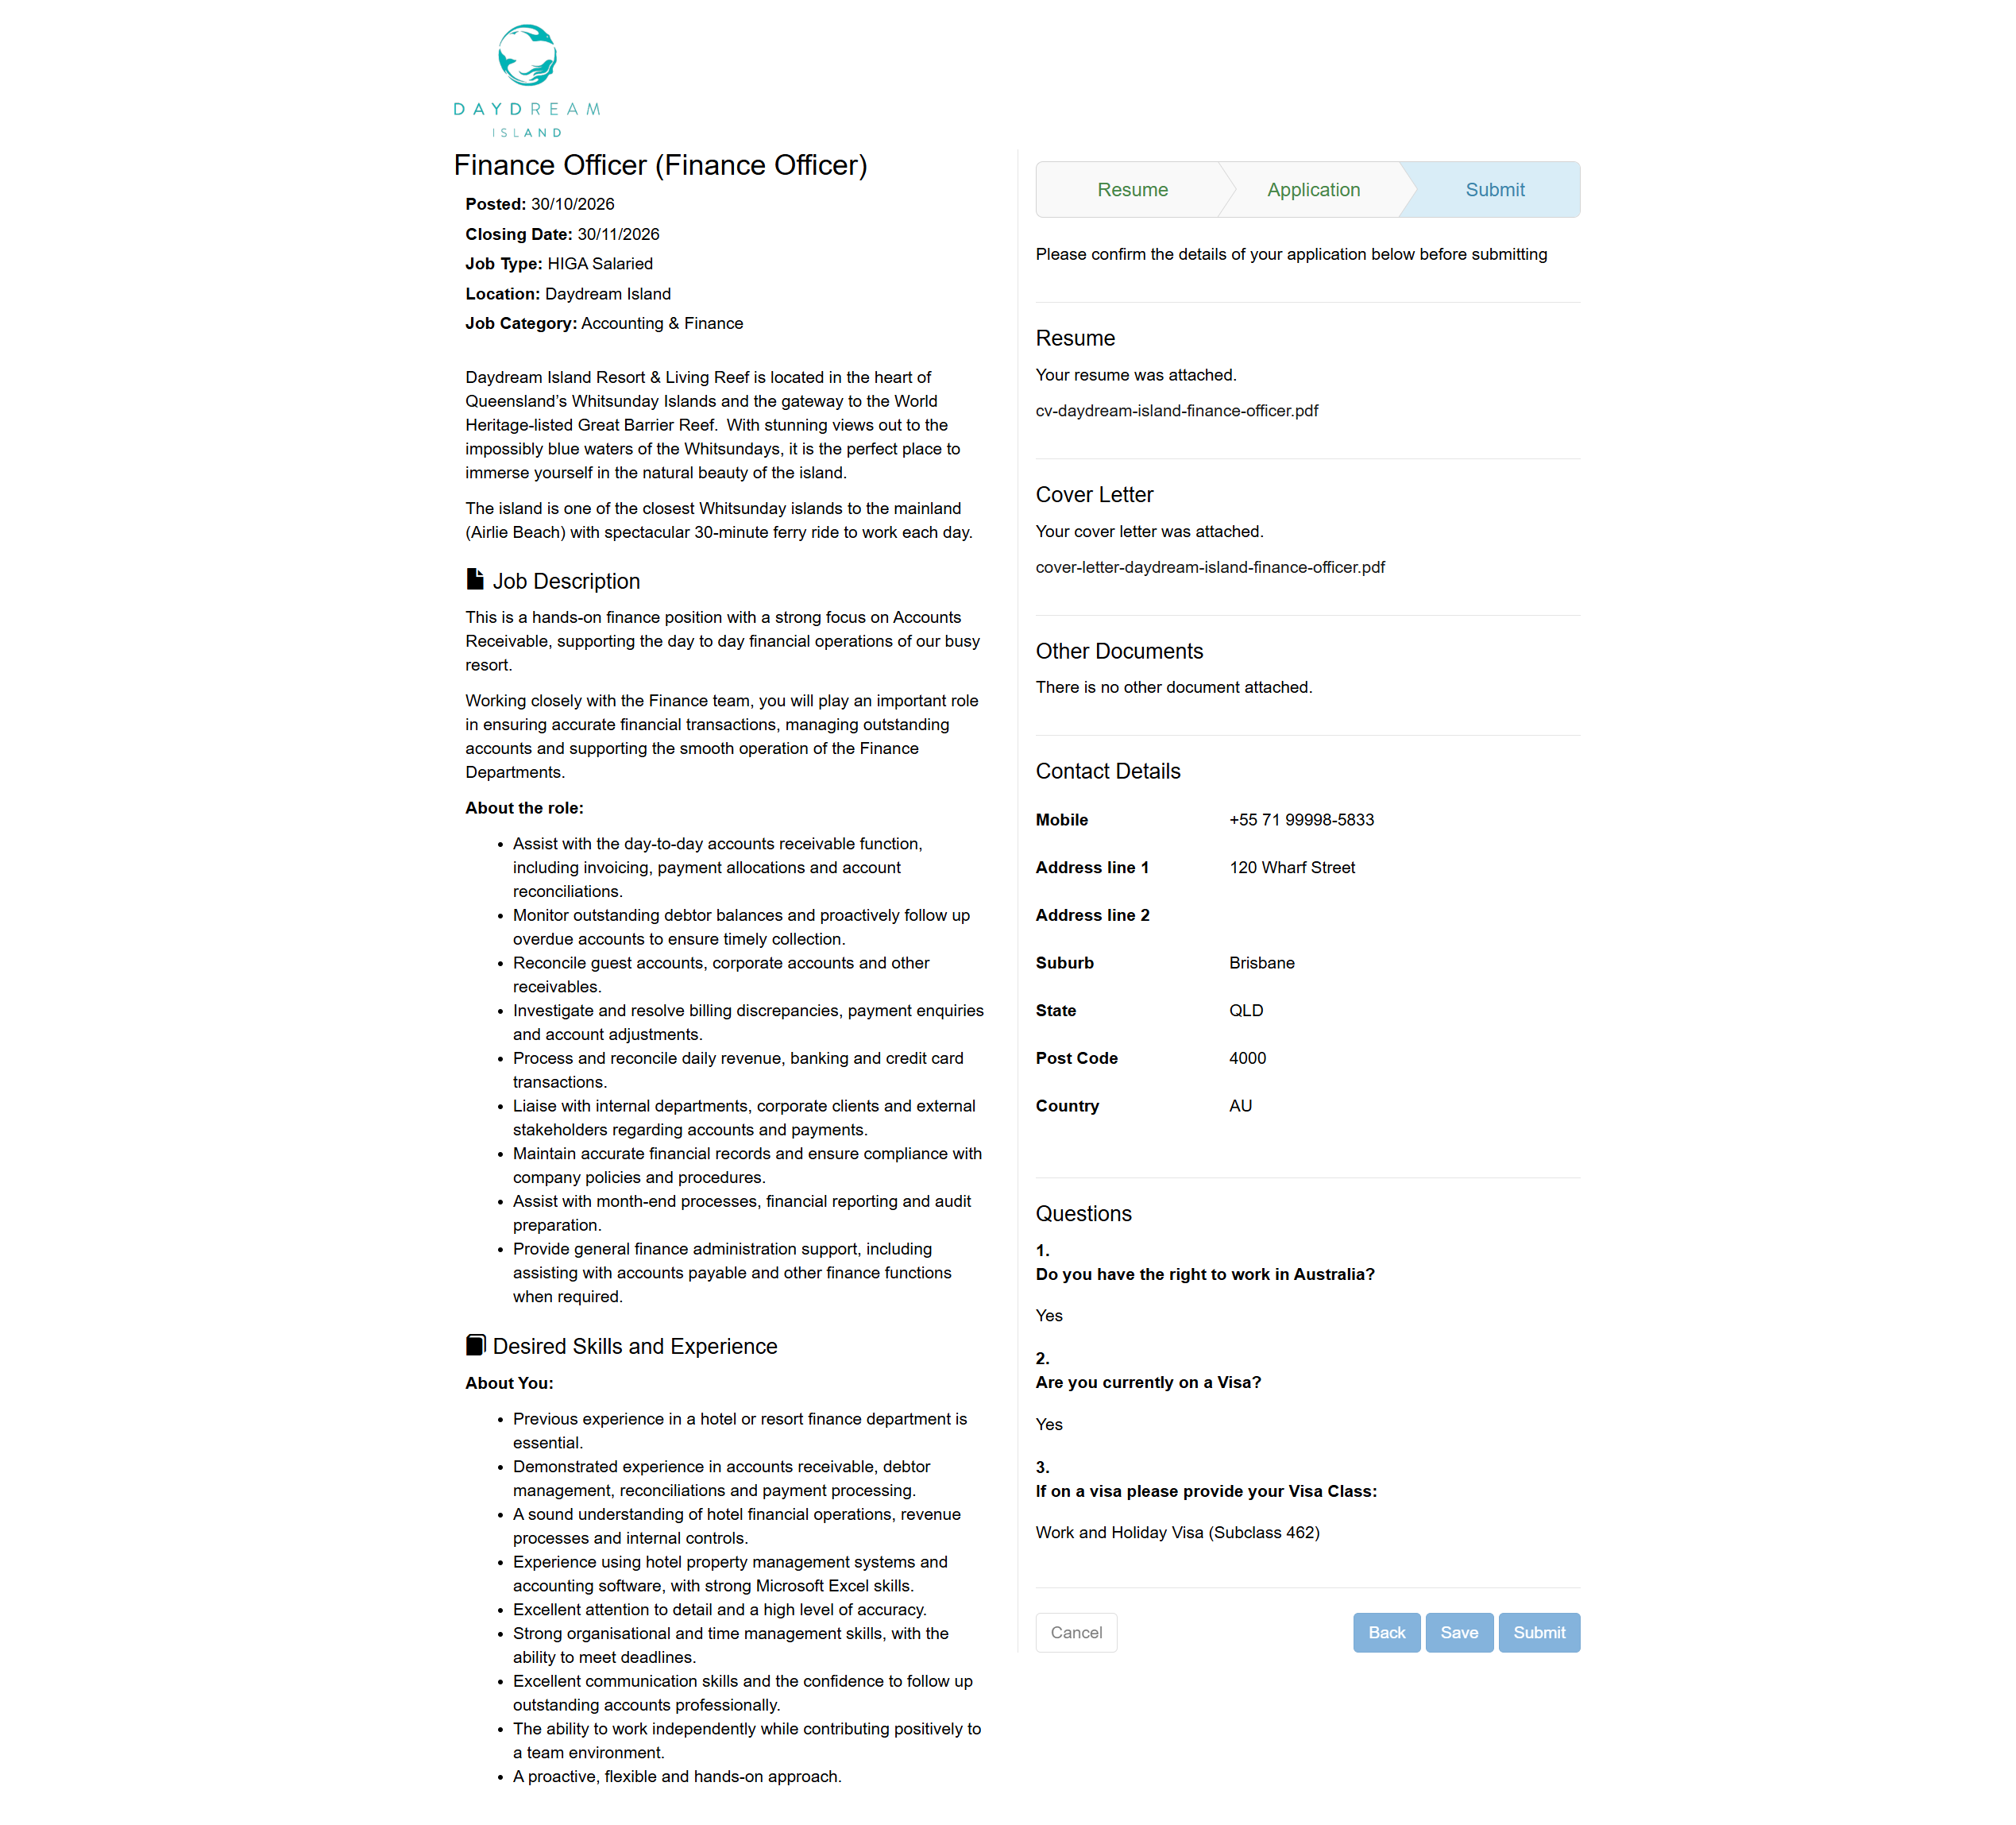 DAYDREAM
ISLAND
Finance Officer (Finance Officer)
Posted: 30/10/2026
Closing Date: 30/11/2026
Job Type: HIGA Salaried
Location: Daydream Island
Job Category: Accounting & Finance
Daydream Island Resort & Living Reef is located in the heart of
Queensland’s Whitsunday Islands and the gateway to the World
Heritage-listed Great Barrier Reef.  With stunning views out to the
impossibly blue waters of the Whitsundays, it is the perfect place to
immerse yourself in the natural beauty of the island.
The island is one of the closest Whitsunday islands to the mainland
(Airlie Beach) with spectacular 30-minute ferry ride to work each day.
Job Description
This is a hands-on finance position with a strong focus on Accounts
Receivable, supporting the day to day financial operations of our busy
resort.
Working closely with the Finance team, you will play an important role
in ensuring accurate financial transactions, managing outstanding
accounts and supporting the smooth operation of the Finance
Departments.
About the role:
• Assist with the day-to-day accounts receivable function,
including invoicing, payment allocations and account
reconciliations.
• Monitor outstanding debtor balances and proactively follow up
overdue accounts to ensure timely collection.
• Reconcile guest accounts, corporate accounts and other
receivables.
• Investigate and resolve billing discrepancies, payment enquiries
and account adjustments.
• Process and reconcile daily revenue, banking and credit card
transactions.
• Liaise with internal departments, corporate clients and external
stakeholders regarding accounts and payments.
• Maintain accurate financial records and ensure compliance with
company policies and procedures.
• Assist with month-end processes, financial reporting and audit
preparation.
• Provide general finance administration support, including
assisting with accounts payable and other finance functions
when required.
Desired Skills and Experience
About You:
• Previous experience in a hotel or resort finance department is
essential.
• Demonstrated experience in accounts receivable, debtor
management, reconciliations and payment processing.
• A sound understanding of hotel financial operations, revenue
processes and internal controls.
• Experience using hotel property management systems and
accounting software, with strong Microsoft Excel skills.
• Excellent attention to detail and a high level of accuracy.
• Strong organisational and time management skills, with the
ability to meet deadlines.
• Excellent communication skills and the confidence to follow up
outstanding accounts professionally.
• The ability to work independently while contributing positively to
a team environment.
• A proactive, flexible and hands-on approach.
Resume
Application
Submit
Please confirm the details of your application below before submitting
Resume
Your resume was attached.
cv-daydream-island-finance-officer.pdf
Cover Letter
Your cover letter was attached.
cover-letter-daydream-island-finance-officer.pdf
Other Documents
There is no other document attached.
Contact Details
Mobile +55 71 99998-5833
Address line 1 120 Wharf Street
Address line 2
Suburb Brisbane
State QLD
Post Code 4000
Country AU
Questions
1.
Do you have the right to work in Australia?
Yes
2.
Are you currently on a Visa?
Yes
3.
If on a visa please provide your Visa Class:
Work and Holiday Visa (Subclass 462)
Cancel
Back
Save
Submit